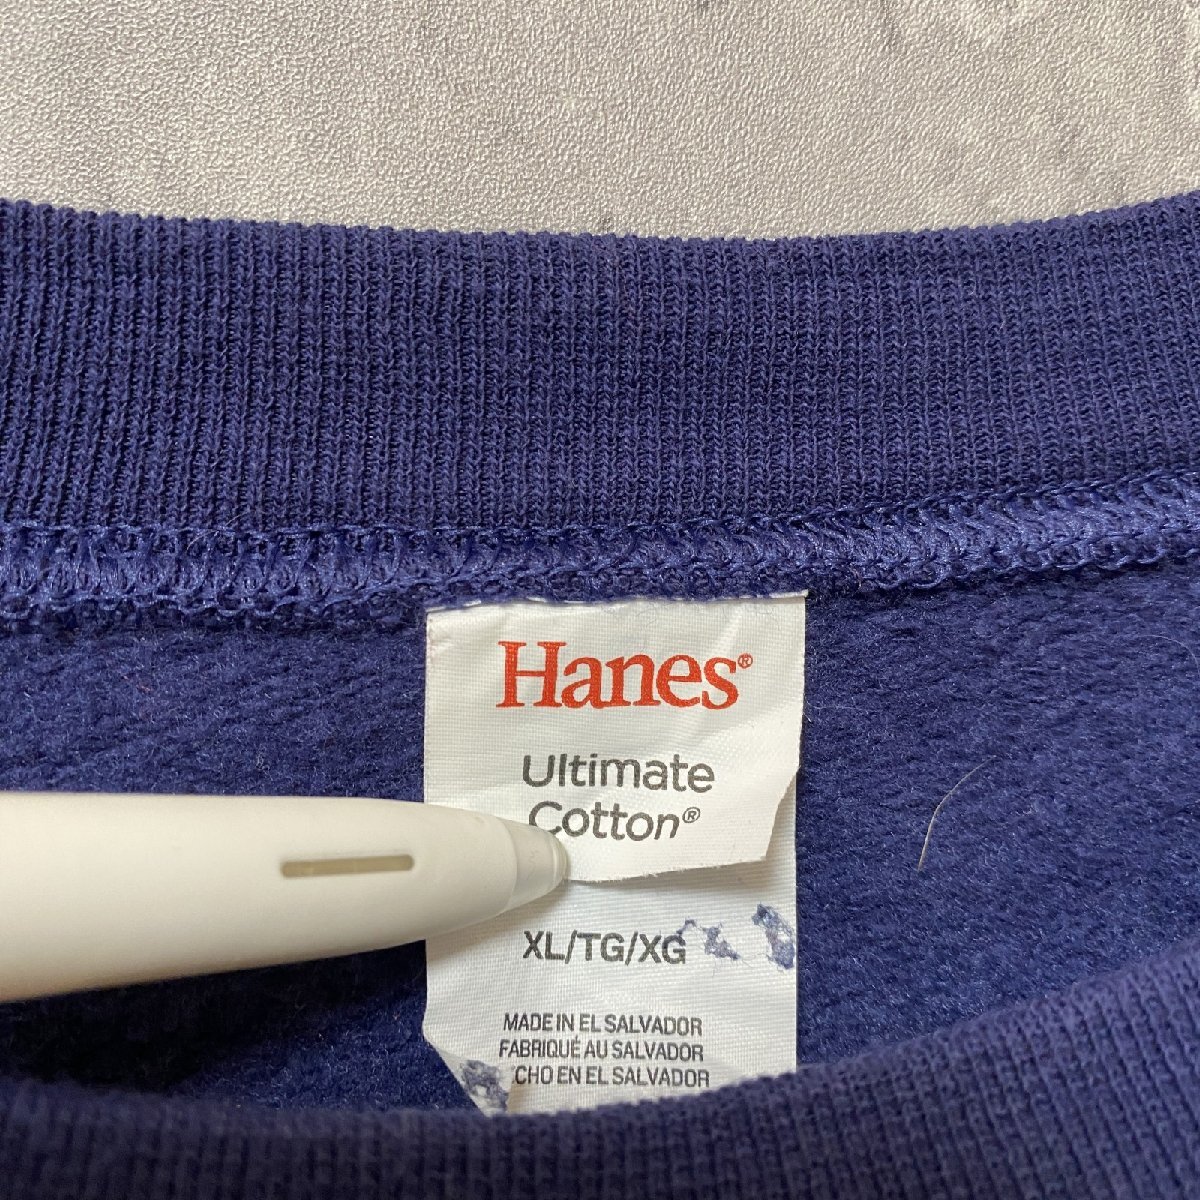 Hanes®
Ultimate
Cotton®
XL/TG/XG
MADE IN EL SALVADOR
FABRIQUÉ AU SALVADOR
CHO EN EL SALVADOR